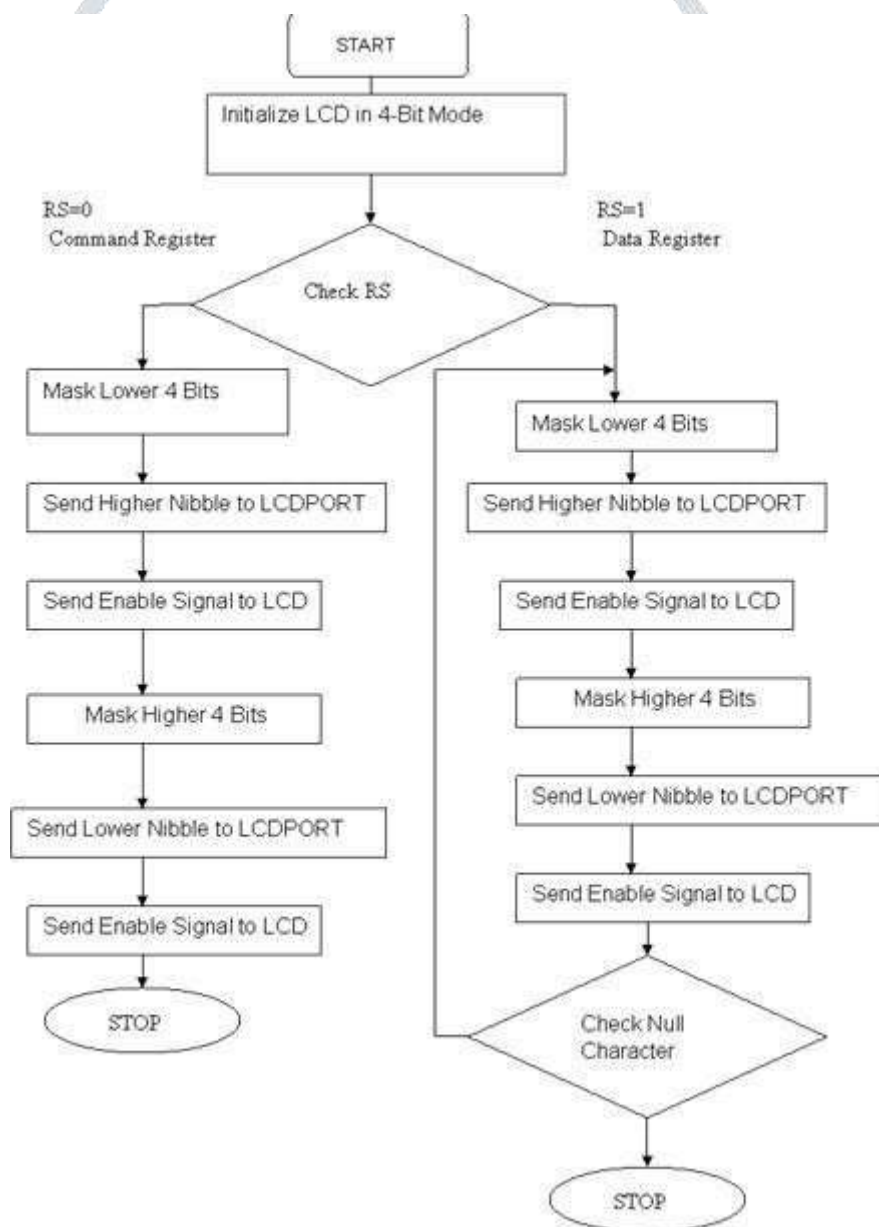 START
Initialize LCD in 4-Bit Mode
RS=0
Command Register
RS=1
Data Register
Check RS
Mask Lower 4 Bits
Send Higher Nibble to LCDPORT
Send Enable Signal to LCD
Mask Higher 4 Bits
Send Lower Nibble to LCDPORT
Send Enable Signal to LCD
STOP
Mask Lower 4 Bits
Send Higher Nibble to LCDPORT
Send Enable Signal to LCD
Mask Higher 4 Bits
Send Lower Nibble to LCDPORT
Send Enable Signal to LCD
Check Null
Character
STOP